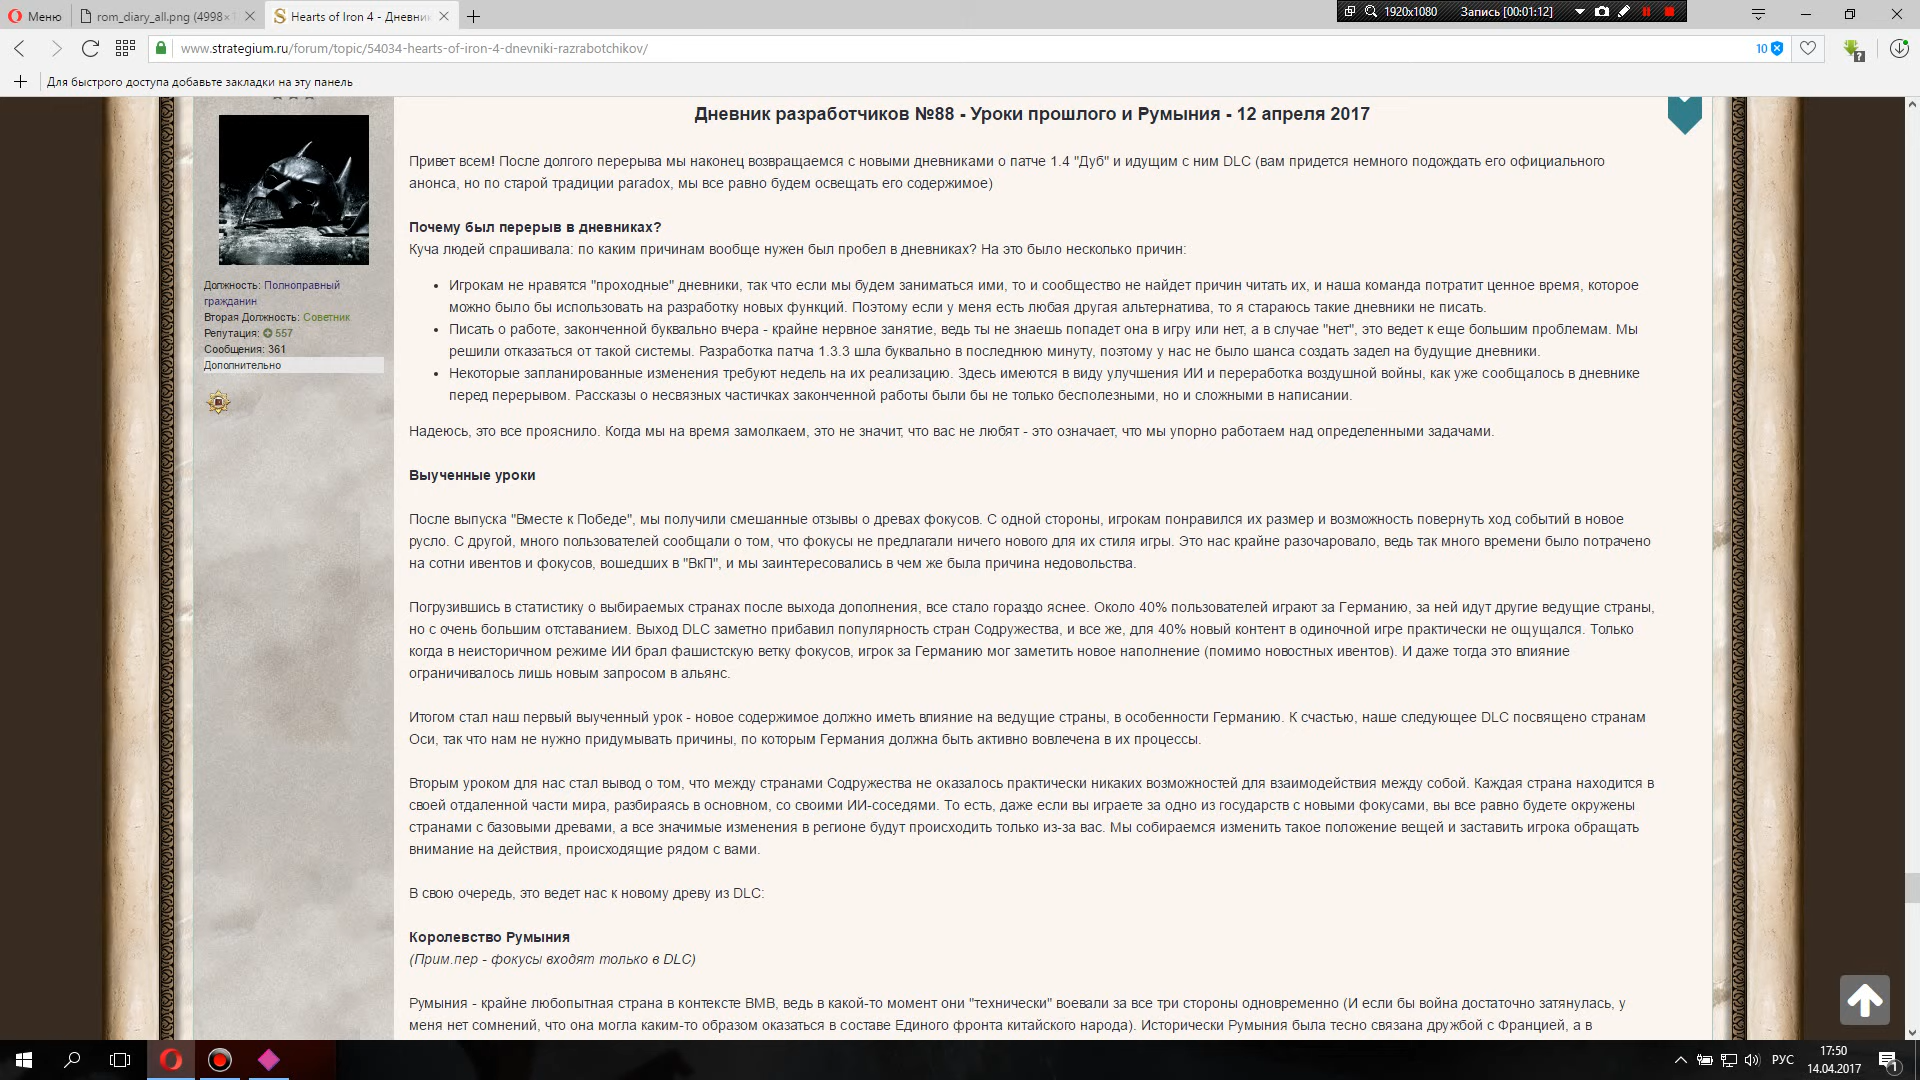 Меню
rom_diary_all.png (4998×
Hearts of Iron 4 - Дневни
1920x1080
Запись [00:01:12]
www.strategium.ru/forum/topic/54034-hearts-of-iron-4-dnevniki-razrabotchikov/
10
Для быстрого доступа добавьте закладки на эту панель
Дневник разработчиков №88 - Уроки прошлого и Румыния - 12 апреля 2017
Должность: Полноправный
гражданин
Вторая Должность: Советник
Репутация: 557
Сообщения: 361
Дополнительно
Привет всем! После долгого перерыва мы наконец возвращаемся с новыми дневниками о патче 1.4 "Дуб" и идущим с ним DLC (вам придется немного подождать его официального
анонса, но по старой традиции paradox, мы все равно будем освещать его содержимое)
Почему был перерыв в дневниках?
Куча людей спрашивала: по каким причинам вообще нужен был пробел в дневниках? На это было несколько причин:
• Игрокам не нравятся "проходные" дневники, так что если мы будем заниматься ими, то и сообщество не найдет причин читать их, и наша команда потратит ценное время, которое
можно было бы использовать на разработку новых функций. Поэтому если у меня есть любая другая альтернатива, то я стараюсь такие дневники не писать.
• Писать о работе, законченной буквально вчера - крайне нервное занятие, ведь ты не знаешь попадет она в игру или нет, а в случае "нет", это ведет к еще большим проблемам. Мы
решили отказаться от такой системы. Разработка патча 1.3.3 шла буквально в последнюю минуту, поэтому у нас не было шанса создать задел на будущие дневники.
• Некоторые запланированные изменения требуют недель на их реализацию. Здесь имеются в виду улучшения ИИ и переработка воздушной войны, как уже сообщалось в дневнике
перед перерывом. Рассказы о несвязных частичках законченной работы были бы не только бесполезными, но и сложными в написании.
Надеюсь, это все прояснило. Когда мы на время замолкаем, это не значит, что вас не любят - это означает, что мы упорно работаем над определенными задачами.
Выученные уроки
После выпуска "Вместе к Победе", мы получили смешанные отзывы о древах фокусов. С одной стороны, игрокам понравился их размер и возможность повернуть ход событий в новое
русло. С другой, много пользователей сообщали о том, что фокусы не предлагали ничего нового для их стиля игры. Это нас крайне разочаровало, ведь так много времени было потрачено
на сотни ивентов и фокусов, вошедших в "ВкП", и мы заинтересовались в чем же была причина недовольства.
Погрузившись в статистику о выбираемых странах после выхода дополнения, все стало гораздо яснее. Около 40% пользователей играют за Германию, за ней идут другие ведущие страны,
но с очень большим отставанием. Выход DLC заметно прибавил популярность стран Содружества, и все же, для 40% новый контент в одиночной игре практически не ощущался. Только
когда в неисторичном режиме ИИ брал фашистскую ветку фокусов, игрок за Германию мог заметить новое наполнение (помимо новостных ивентов). И даже тогда это влияние
ограничивалось лишь новым запросом в альянс.
Итогом стал наш первый выученный урок - новое содержимое должно иметь влияние на ведущие страны, в особенности Германию. К счастью, наше следующее DLC посвящено странам
Оси, так что нам не нужно придумывать причины, по которым Германия должна быть активно вовлечена в их процессы.
Вторым уроком для нас стал вывод о том, что между странами Содружества не оказалось практически никаких возможностей для взаимодействия между собой. Каждая страна находится в
своей отдаленной части мира, разбираясь в основном, со своими ИИ-соседями. То есть, даже если вы играете за одно из государств с новыми фокусами, вы все равно будете окружены
странами с базовыми древами, а все значимые изменения в регионе будут происходить только из-за вас. Мы собираемся изменить такое положение вещей и заставить игрока обращать
внимание на действия, происходящие рядом с вами.
В свою очередь, это ведет нас к новому древу из DLC:
Королевство Румыния
(Прим.пер - фокусы входят только в DLC)
Румыния - крайне любопытная страна в контексте ВМВ, ведь в какой-то момент они "технически" воевали за все три стороны одновременно (И если бы война достаточно затянулась, у
меня нет сомнений, что она могла каким-то образом оказаться в составе Единого фронта китайского народа). Исторически Румыния была тесно связана дружбой с Францией, а в
РУС
17:50
14.04.2017
1